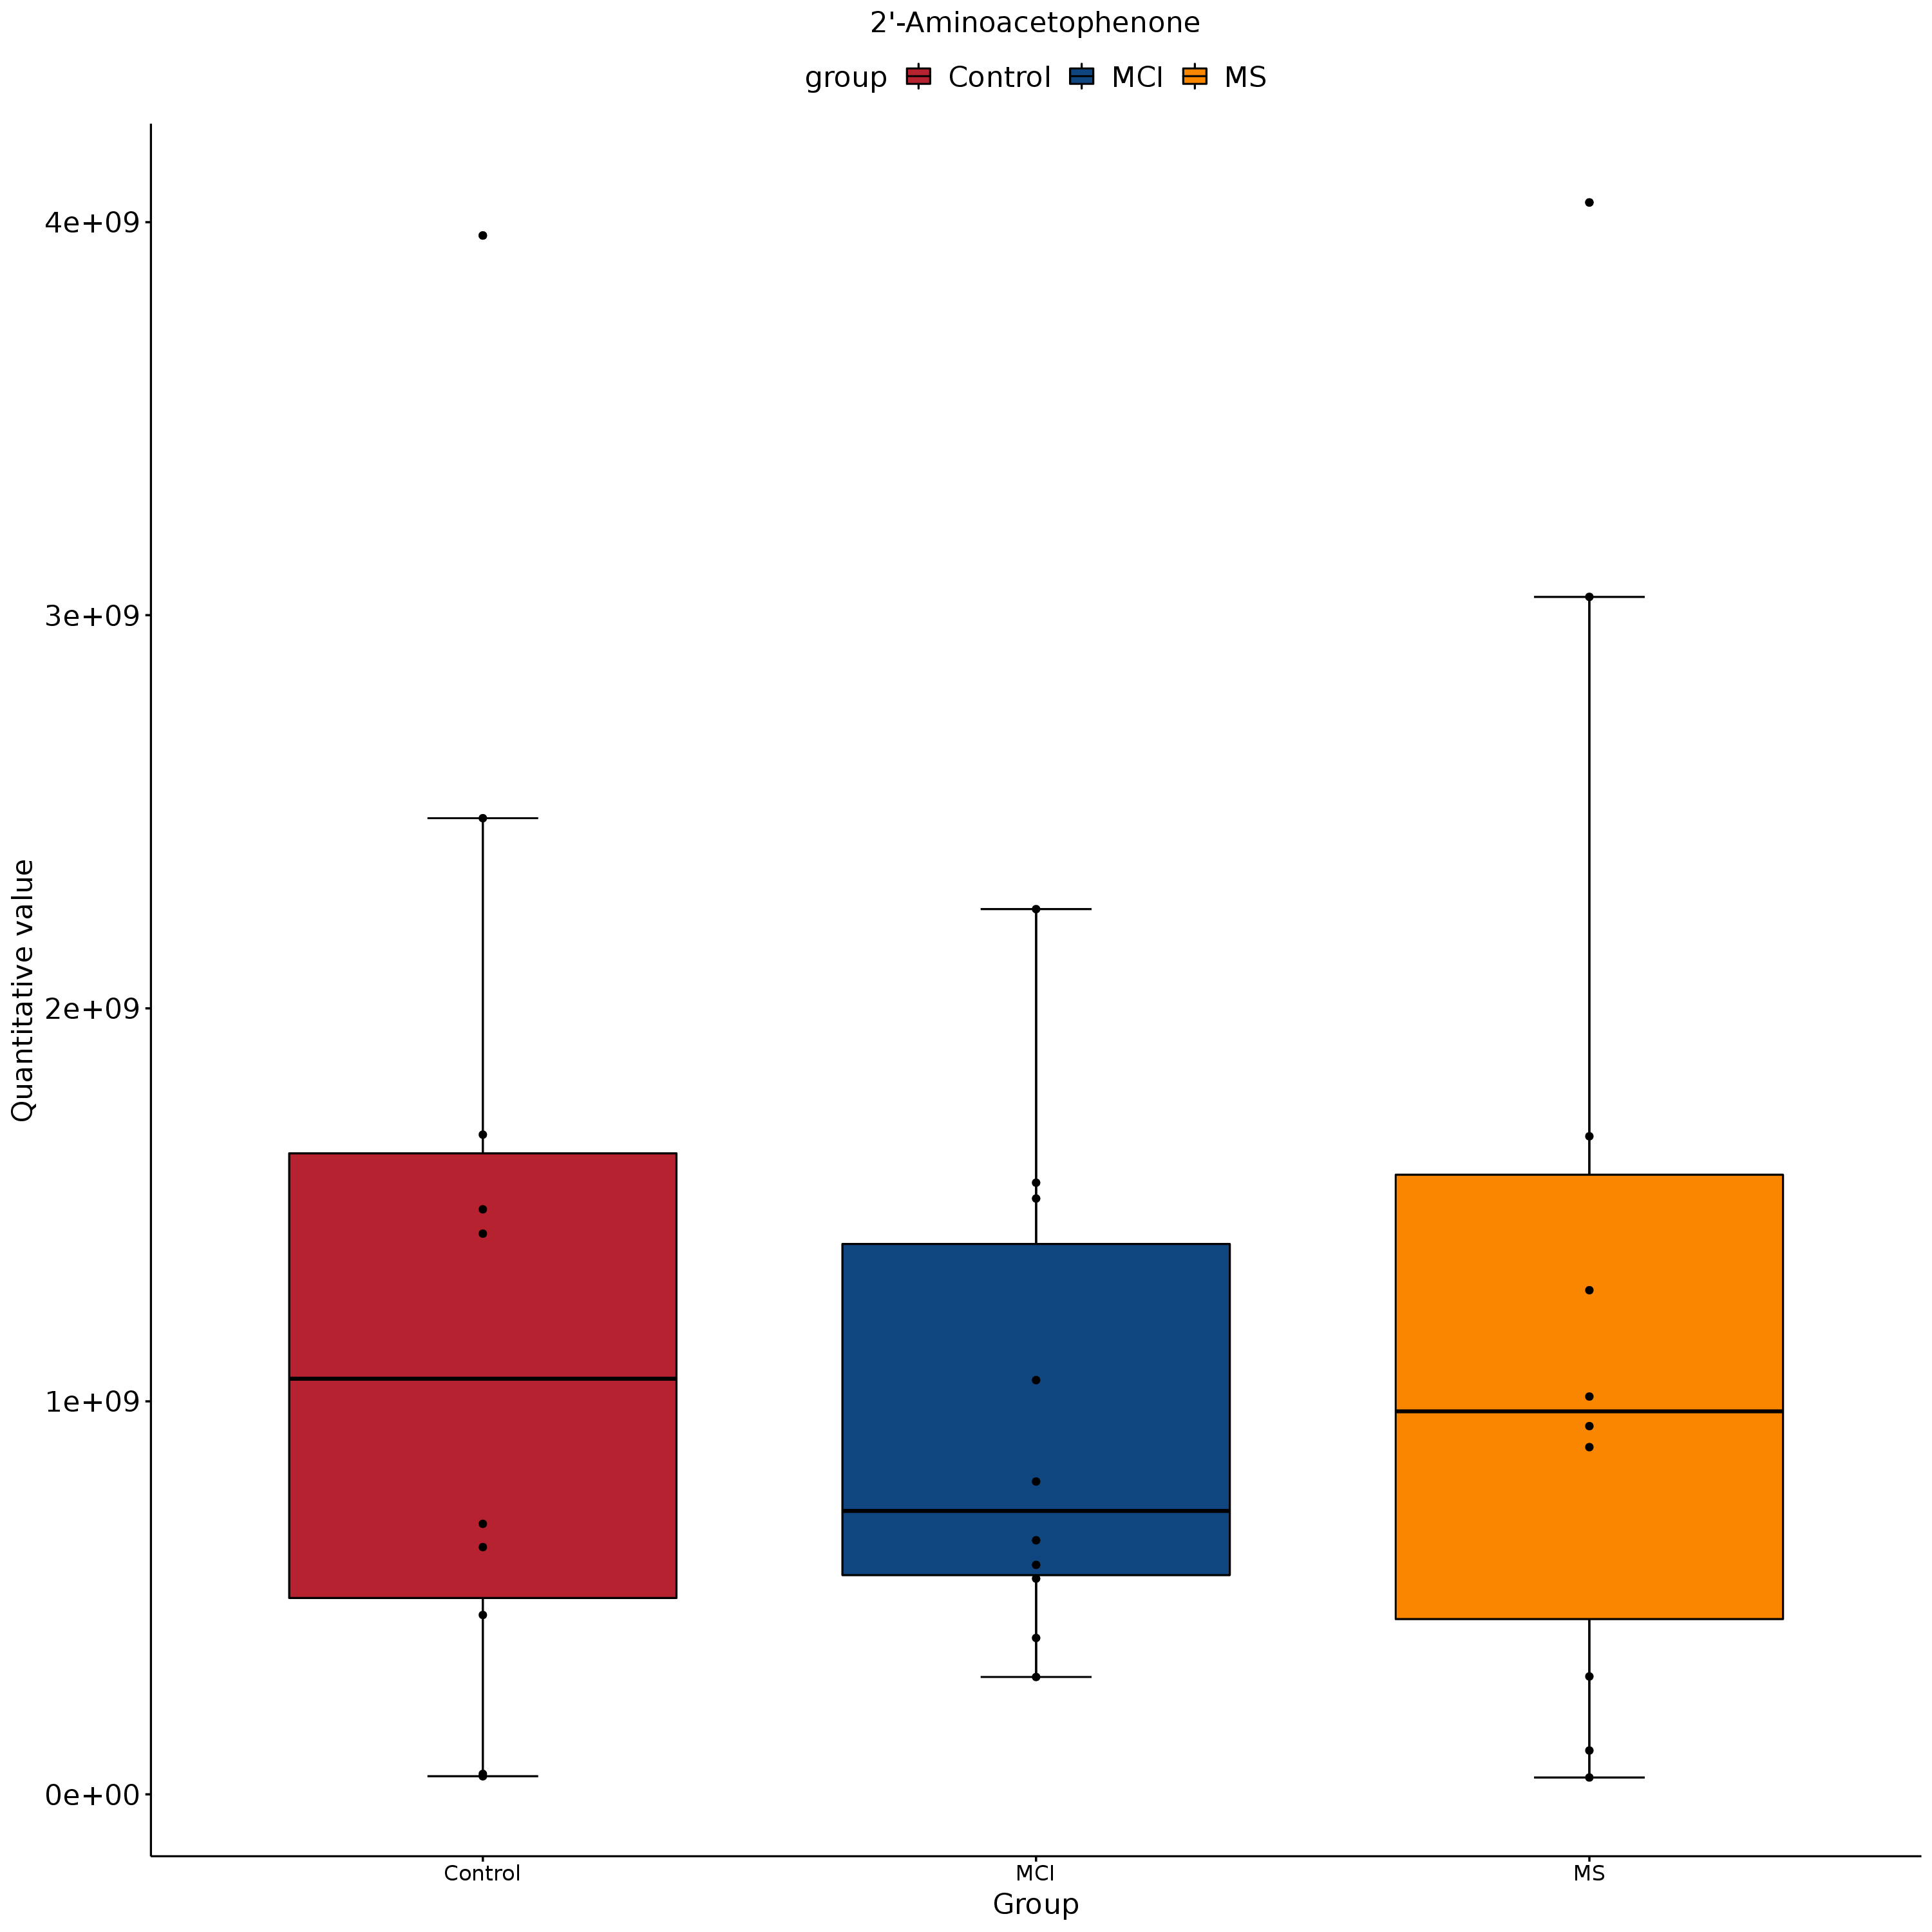 2'-Aminoacetophenone
group Control MCI MS
4e+09
3e+09
2e+09
1e+09
0e+00
Quantitative value
Control MCI MS
Group